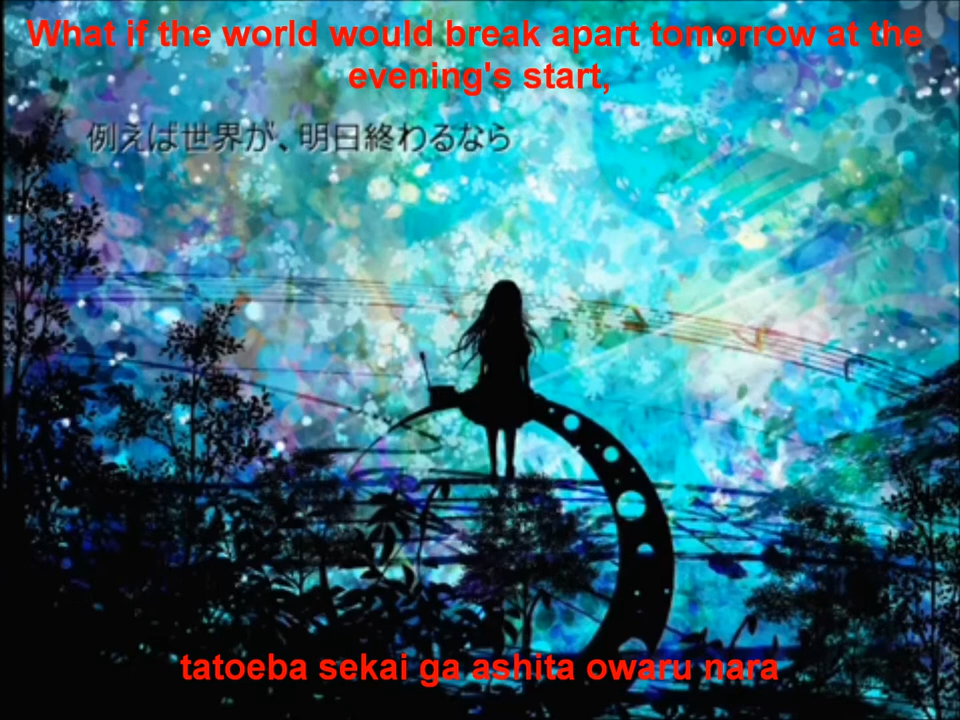 What if the world would break apart tomorrow at the
evening's start,
例えば世界が、明日終わるなら
tatoeba sekai ga ashita owaru nara